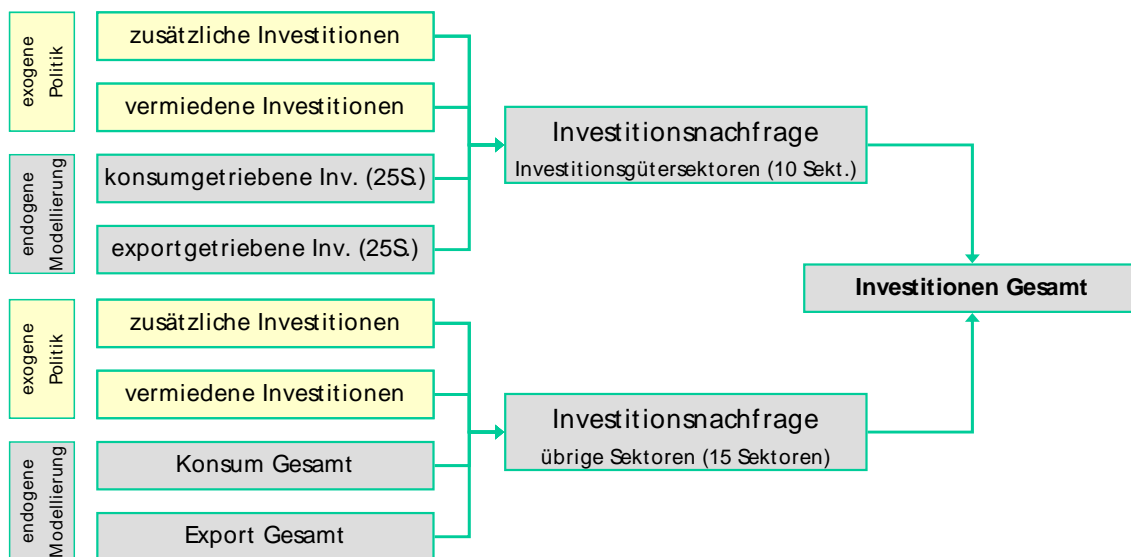 exogene
Politik
zusätzliche Investitionen
vermiedene Investitionen
endogene
Modellierung
konsumgetriebene Inv. (25S.)
exportgetriebene Inv. (25S.)
Investitionsnachfrage
Investitionsgütersektoren (10 Sekt.)
Investitionen Gesamt
exogene
Politik
zusätzliche Investitionen
vermiedene Investitionen
endogene
Modellierung
Konsum Gesamt
Export Gesamt
Investitionsnachfrage
übrige Sektoren (15 Sektoren)